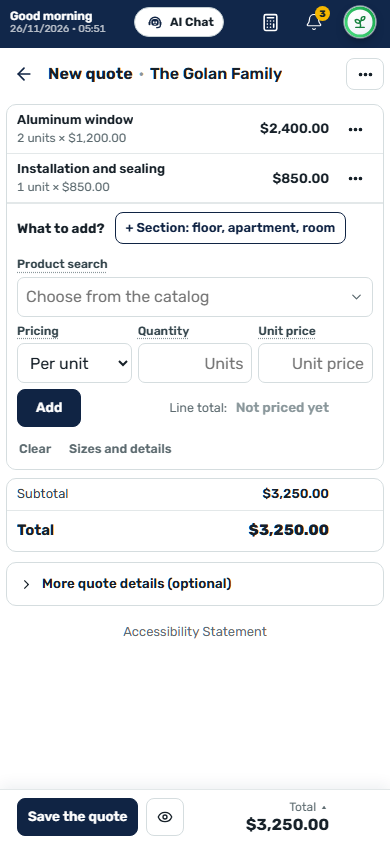 Good morning
26/11/2026 • 05:51
AI Chat
3
New quote • The Golan Family
Aluminum window
2 units × $1,200.00
$2,400.00
Installation and sealing
1 unit × $850.00
$850.00
What to add?
+ Section: floor, apartment, room
Product search
Choose from the catalog
Pricing
Quantity
Unit price
Per unit
Units
Unit price
Add
Line total: Not priced yet
Clear
Sizes and details
Subtotal
$3,250.00
Total
$3,250.00
More quote details (optional)
Accessibility Statement
Save the quote
Total
$3,250.00